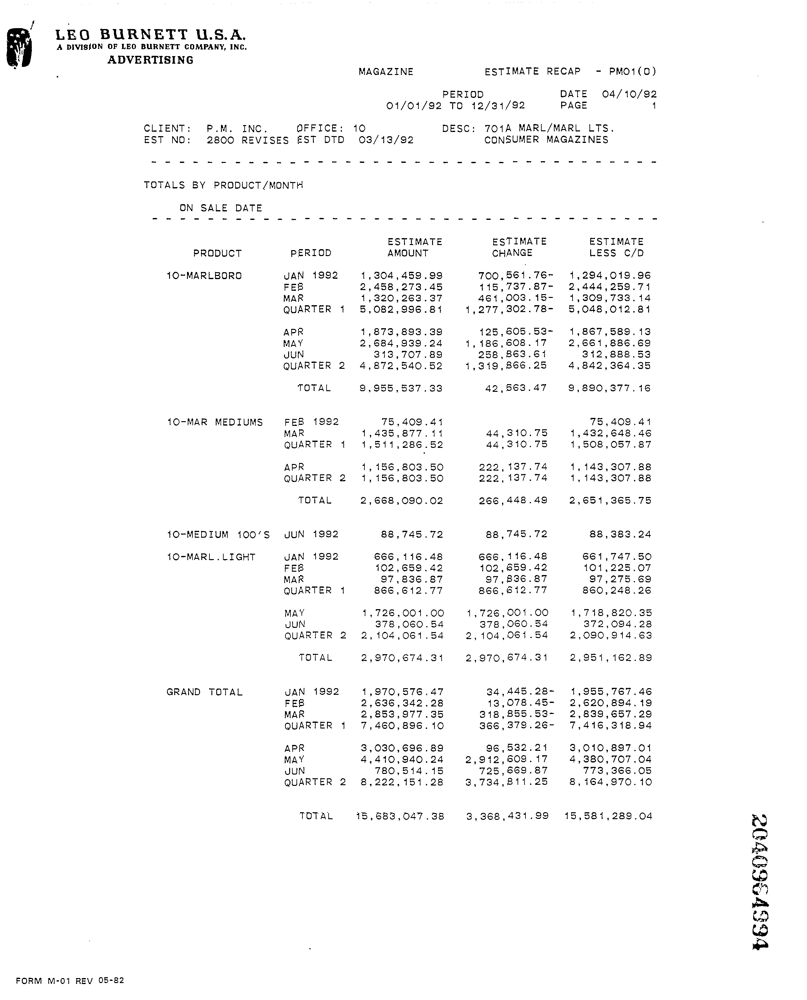 LEO BURNETT U.S.A.
A DIVISION OF LEO BURNETT COMPANY, INC.
ADVERTISING
MAGAZINE ESTIMATE RECAP - PM01(D)
PERIOD DATE 04/10/92
01/01/92 TO 12/31/92 PAGE 1
CLIENT: P.M. INC. OFFICE: 10 DESC: 701A MARL/MARL LTS.
EST NO: 2800 REVISES EST DTD 03/13/92 CONSUMER MAGAZINES
TOTALS BY PRODUCT/MONTH
ON SALE DATE
ESTIMATE ESTIMATE ESTIMATE
PRODUCT PERIOD AMOUNT CHANGE LESS C/D
10-MARLBORO JAN 1992 1,304,459.99 700,561.76- 1,294,019.96
FEB 2,458,273.45 115,737.87- 2,444,259.71
MAR 1,320,263.37 461,003.15- 1,309,733.14
QUARTER 1 5,082,996.81 1,277,302.78- 5,048,012.81
APR 1,873,893.39 125,605.53- 1,867,589.13
MAY 2,684,939.24 1,186,608.17 2,661,886.69
JUN 313,707.89 258,863.61 312,888.53
QUARTER 2 4,872,540.52 1,319,866.25 4,842,364.35
TOTAL 9,955,537.33 42,563.47 9,890,377.16
10-MAR MEDIUMS FEB 1992 75,409.41 75,409.41
MAR 1,435,877.11 44,310.75 1,432,648.46
QUARTER 1 1,511,286.52 44,310.75 1,508,057.87
APR 1,156,803.50 222,137.74 1,143,307.88
QUARTER 2 1,156,803.50 222,137.74 1,143,307.88
TOTAL 2,668,090.02 266,448.49 2,651,365.75
10-MEDIUM 100'S JUN 1992 88,745.72 88,745.72 88,383.24
10-MARL.LIGHT JAN 1992 666,116.48 666,116.48 661,747.50
FEB 102,659.42 102,659.42 101,225.07
MAR 97,836.87 97,836.87 97,275.69
QUARTER 1 866,612.77 866,612.77 860,248.26
MAY 1,726,001.00 1,726,001.00 1,718,820.35
JUN 378,060.54 378,060.54 372,094.28
QUARTER 2 2,104,061.54 2,104,061.54 2,090,914.63
TOTAL 2,970,674.31 2,970,674.31 2,951,162.89
GRAND TOTAL JAN 1992 1,970,576.47 34,445.28- 1,955,767.46
FEB 2,636,342.28 13,078.45- 2,620,894.19
MAR 2,853,977.35 318,855.53- 2,839,657.29
QUARTER 1 7,460,896.10 366,379.26- 7,416,318.94
APR 3,030,696.89 96,532.21 3,010,897.01
MAY 4,410,940.24 2,912,609.17 4,380,707.04
JUN 780,514.15 725,669.87 773,366.05
QUARTER 2 8,222,151.28 3,734,811.25 8,164,970.10
TOTAL 15,683,047.38 3,368,431.99 15,581,289.04
2040964994
FORM M-01 REV 05-82